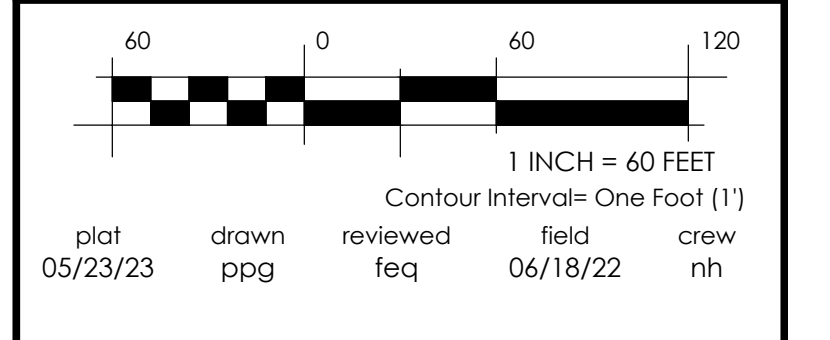 60 0 60 120
1 INCH = 60 FEET
Contour Interval= One Foot (1')
plat drawn reviewed field crew
05/23/23 ppg feq 06/18/22 nh